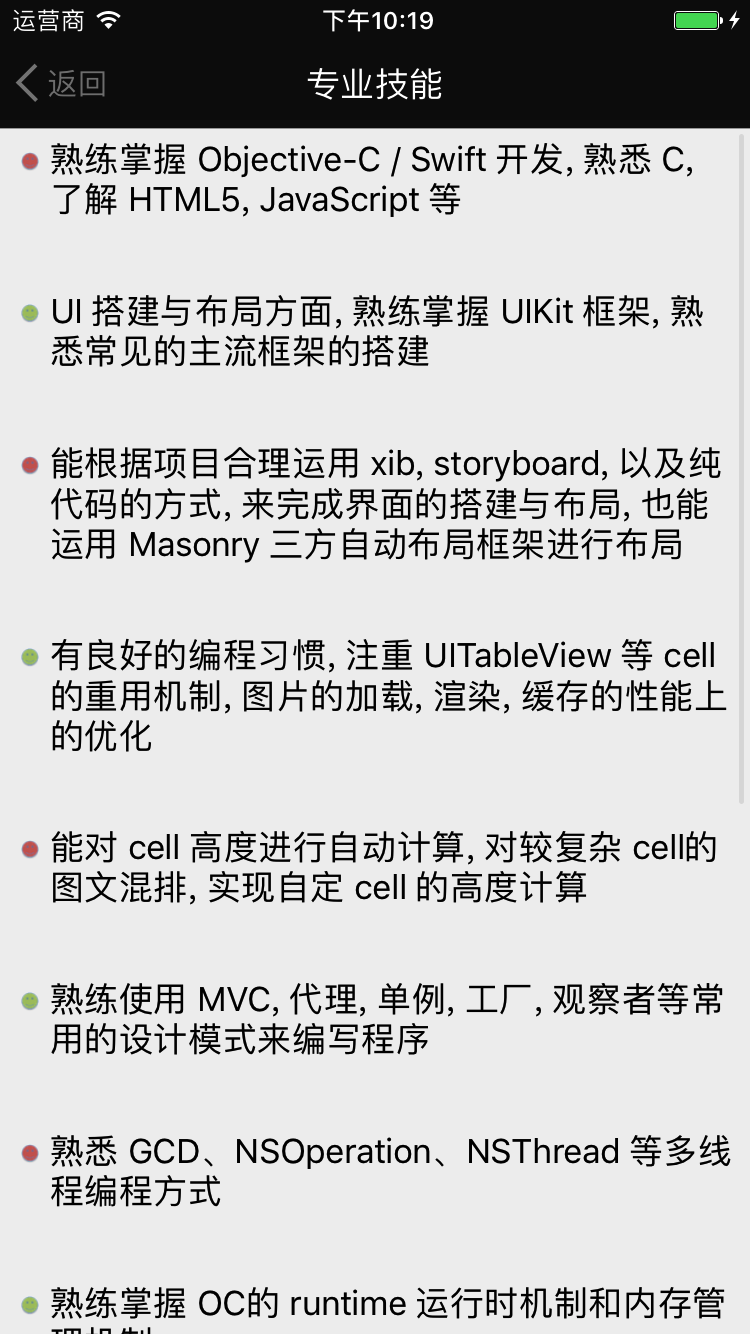 运营商
下午10:19
返回
专业技能
熟练掌握 Objective-C / Swift 开发, 熟悉 C,
了解 HTML5, JavaScript 等
UI 搭建与布局方面, 熟练掌握 UIKit 框架, 熟
悉常见的主流框架的搭建
能根据项目合理运用 xib, storyboard, 以及纯
代码的方式, 来完成界面的搭建与布局, 也能
运用 Masonry 三方自动布局框架进行布局
有良好的编程习惯, 注重 UITableView 等 cell
的重用机制, 图片的加载, 渲染, 缓存的性能上
的优化
能对 cell 高度进行自动计算, 对较复杂 cell的
图文混排, 实现自定 cell 的高度计算
熟练使用 MVC, 代理, 单例, 工厂, 观察者等常
用的设计模式来编写程序
熟悉 GCD、NSOperation、NSThread 等多线
程编程方式
熟练掌握 OC的 runtime 运行时机制和内存管
理机制